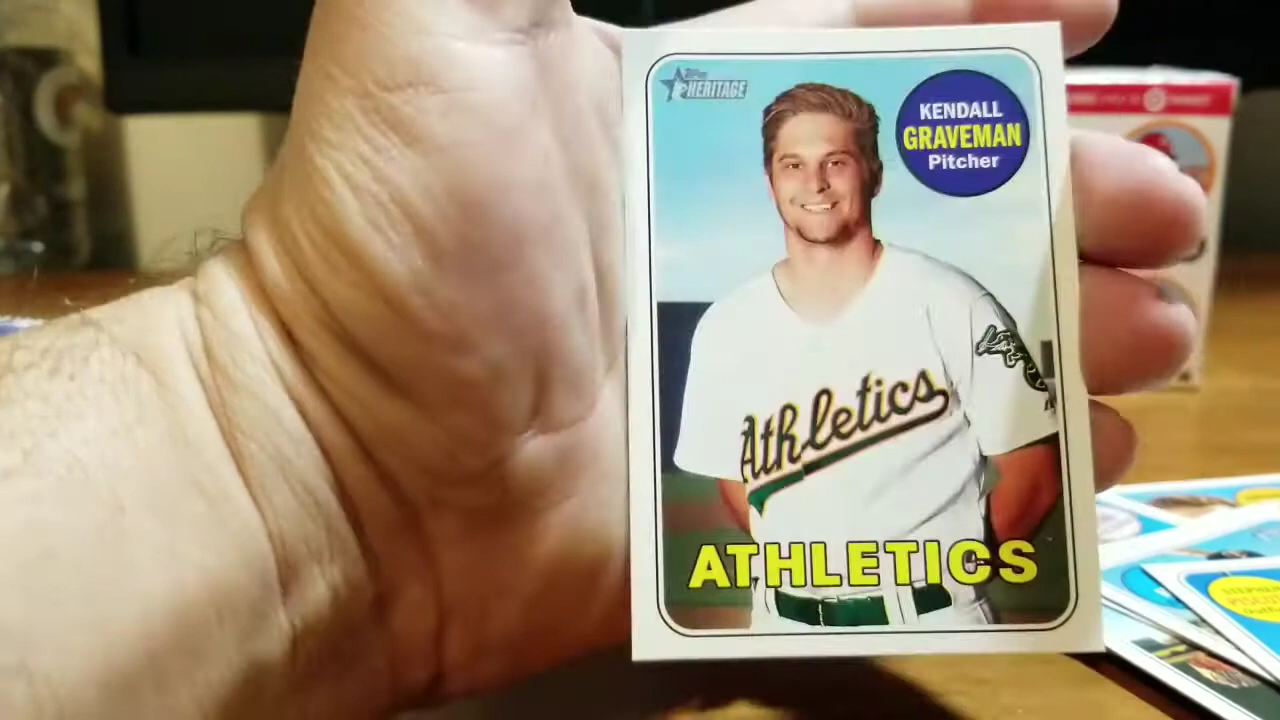 topps
HERITAGE
KENDALL
GRAVEMAN
Pitcher
Athletics
ATHLETICS